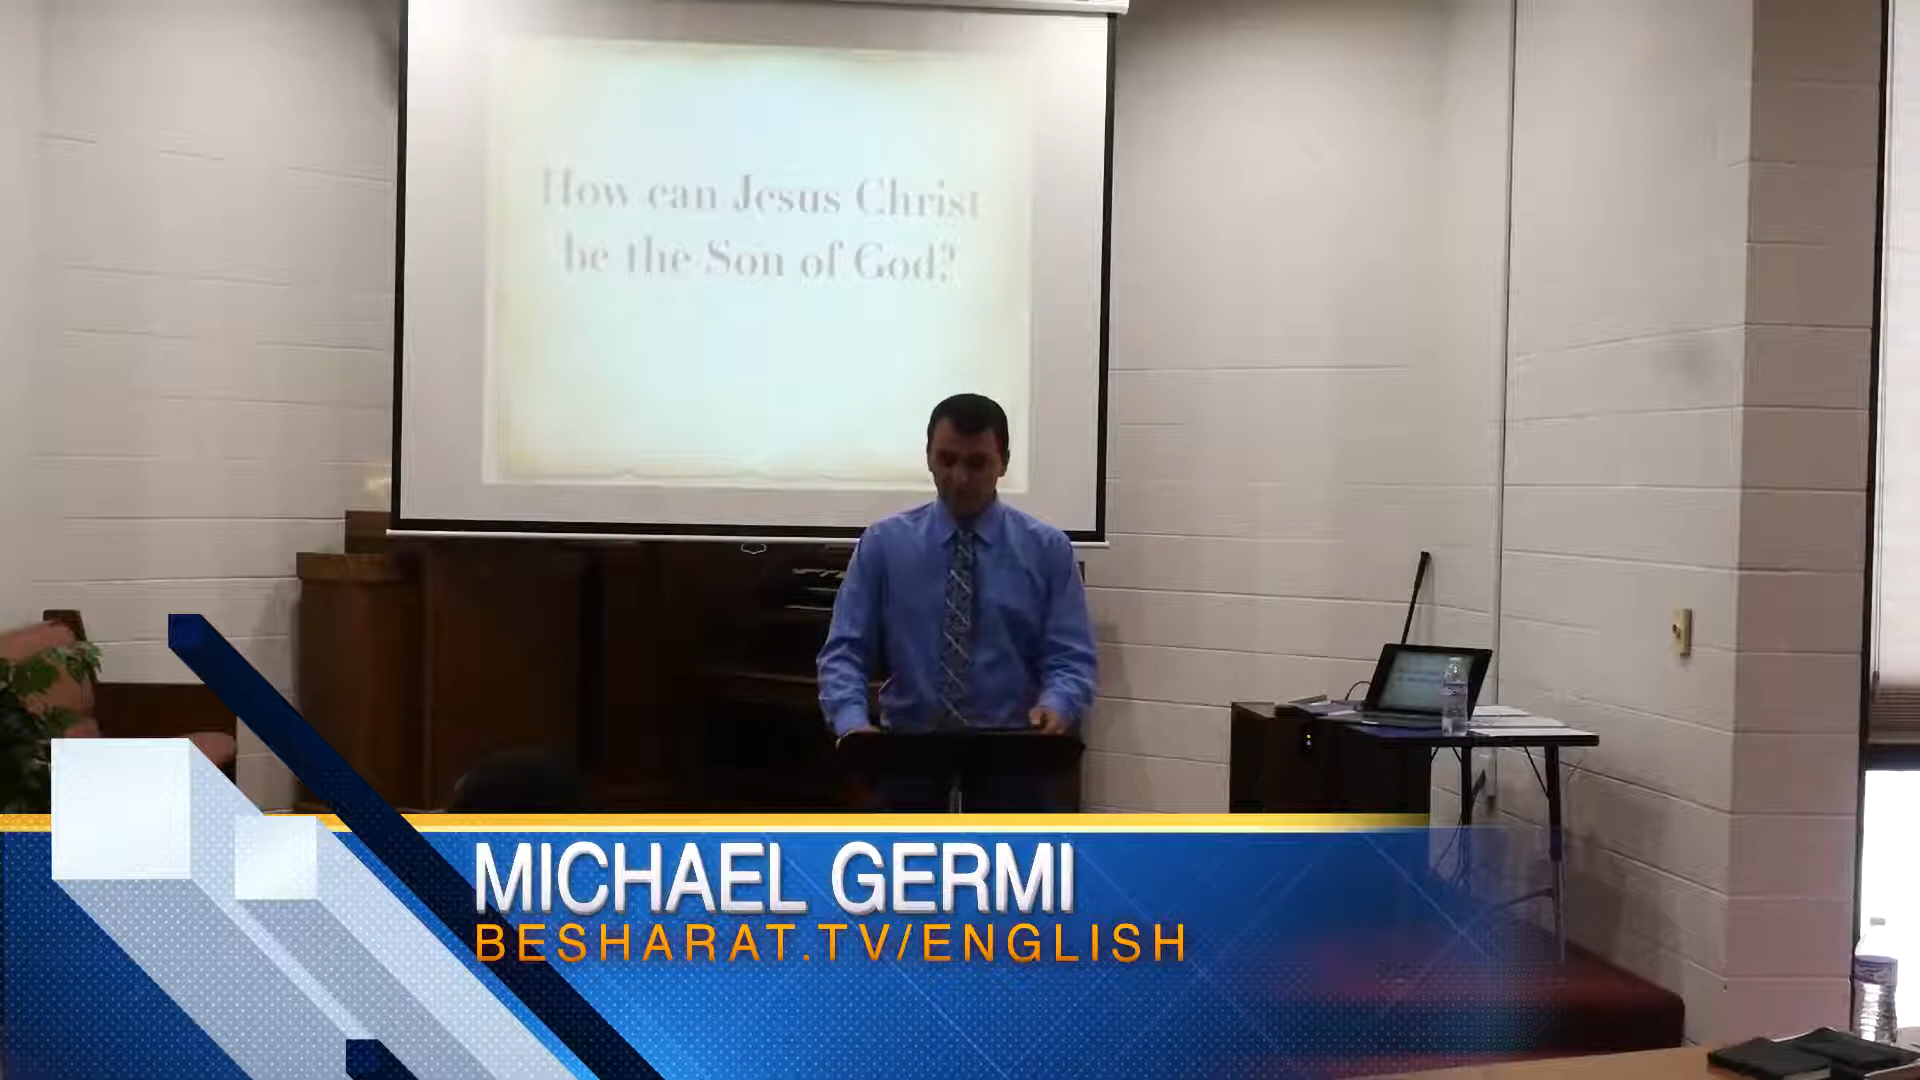 How can Jesus Christ
be the Son of God?
MICHAEL GERMI
BESHARAT.TV/ENGLISH